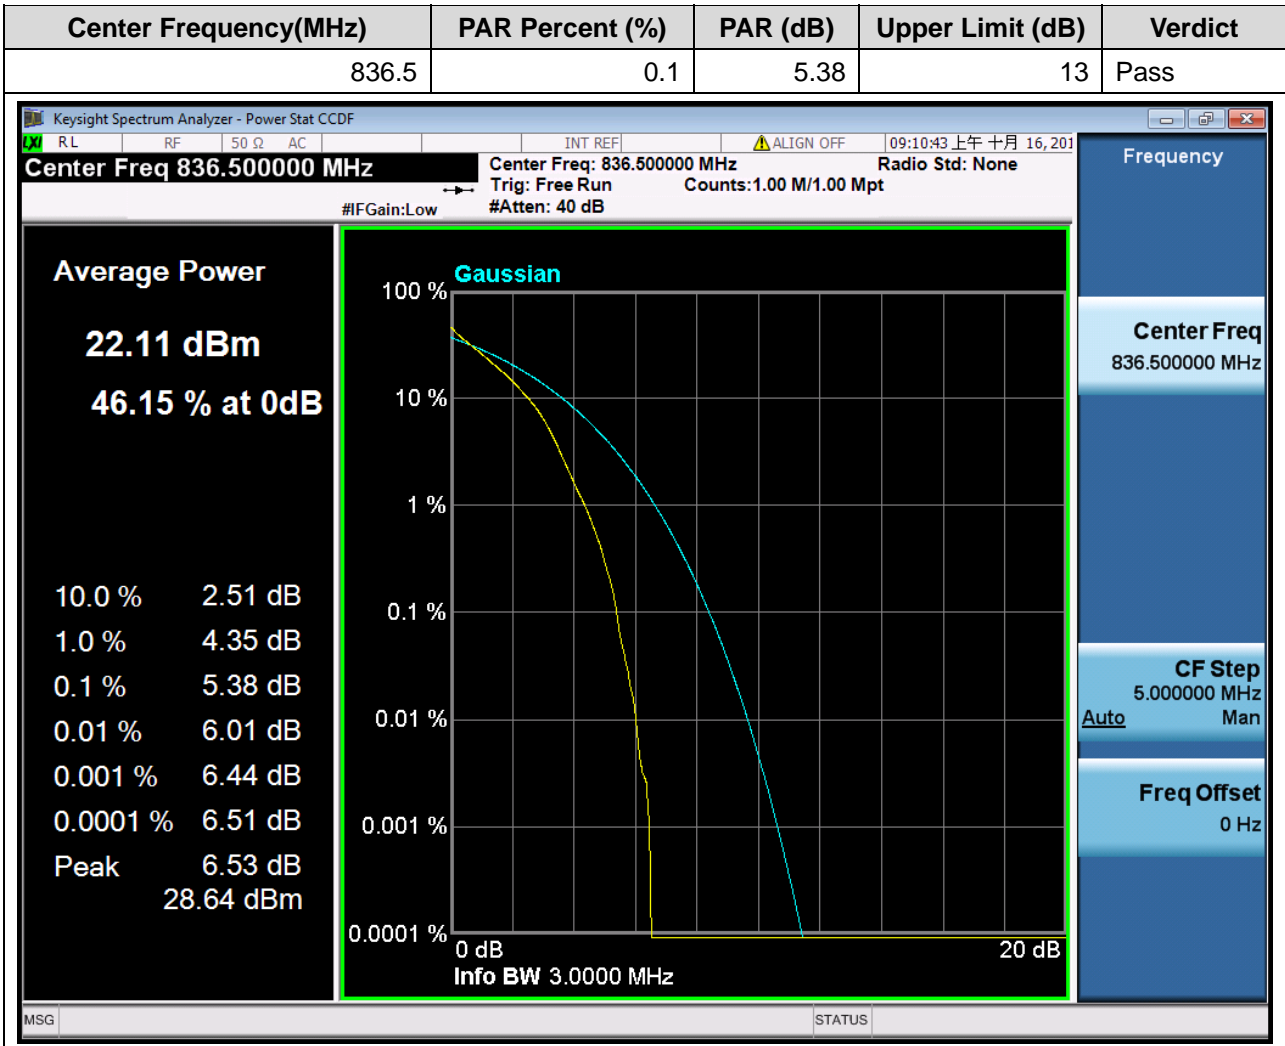 Center Frequency(MHz) PAR Percent (%) PAR (dB) Upper Limit (dB) Verdict
836.5 0.1 5.38 13 Pass
Keysight Spectrum Analyzer - Power Stat CCDF
LXI RL RF 50 Ω AC INT REF ALIGN OFF 09:10:43 上午 十月 16, 201
Center Freq 836.500000 MHz
Center Freq: 836.500000 MHz Radio Std: None
Trig: Free Run Counts:1.00 M/1.00 Mpt
#IFGain:Low #Atten: 40 dB
Average Power
22.11 dBm
46.15 % at 0dB
10.0 % 2.51 dB
1.0 % 4.35 dB
0.1 % 5.38 dB
0.01 % 6.01 dB
0.001 % 6.44 dB
0.0001 % 6.51 dB
Peak 6.53 dB
28.64 dBm
Gaussian
100 %
10 %
1 %
0.1 %
0.01 %
0.001 %
0.0001 %
0 dB 20 dB
Info BW 3.0000 MHz
Frequency
Center Freq
836.500000 MHz
CF Step
5.000000 MHz
Auto Man
Freq Offset
0 Hz
MSG STATUS